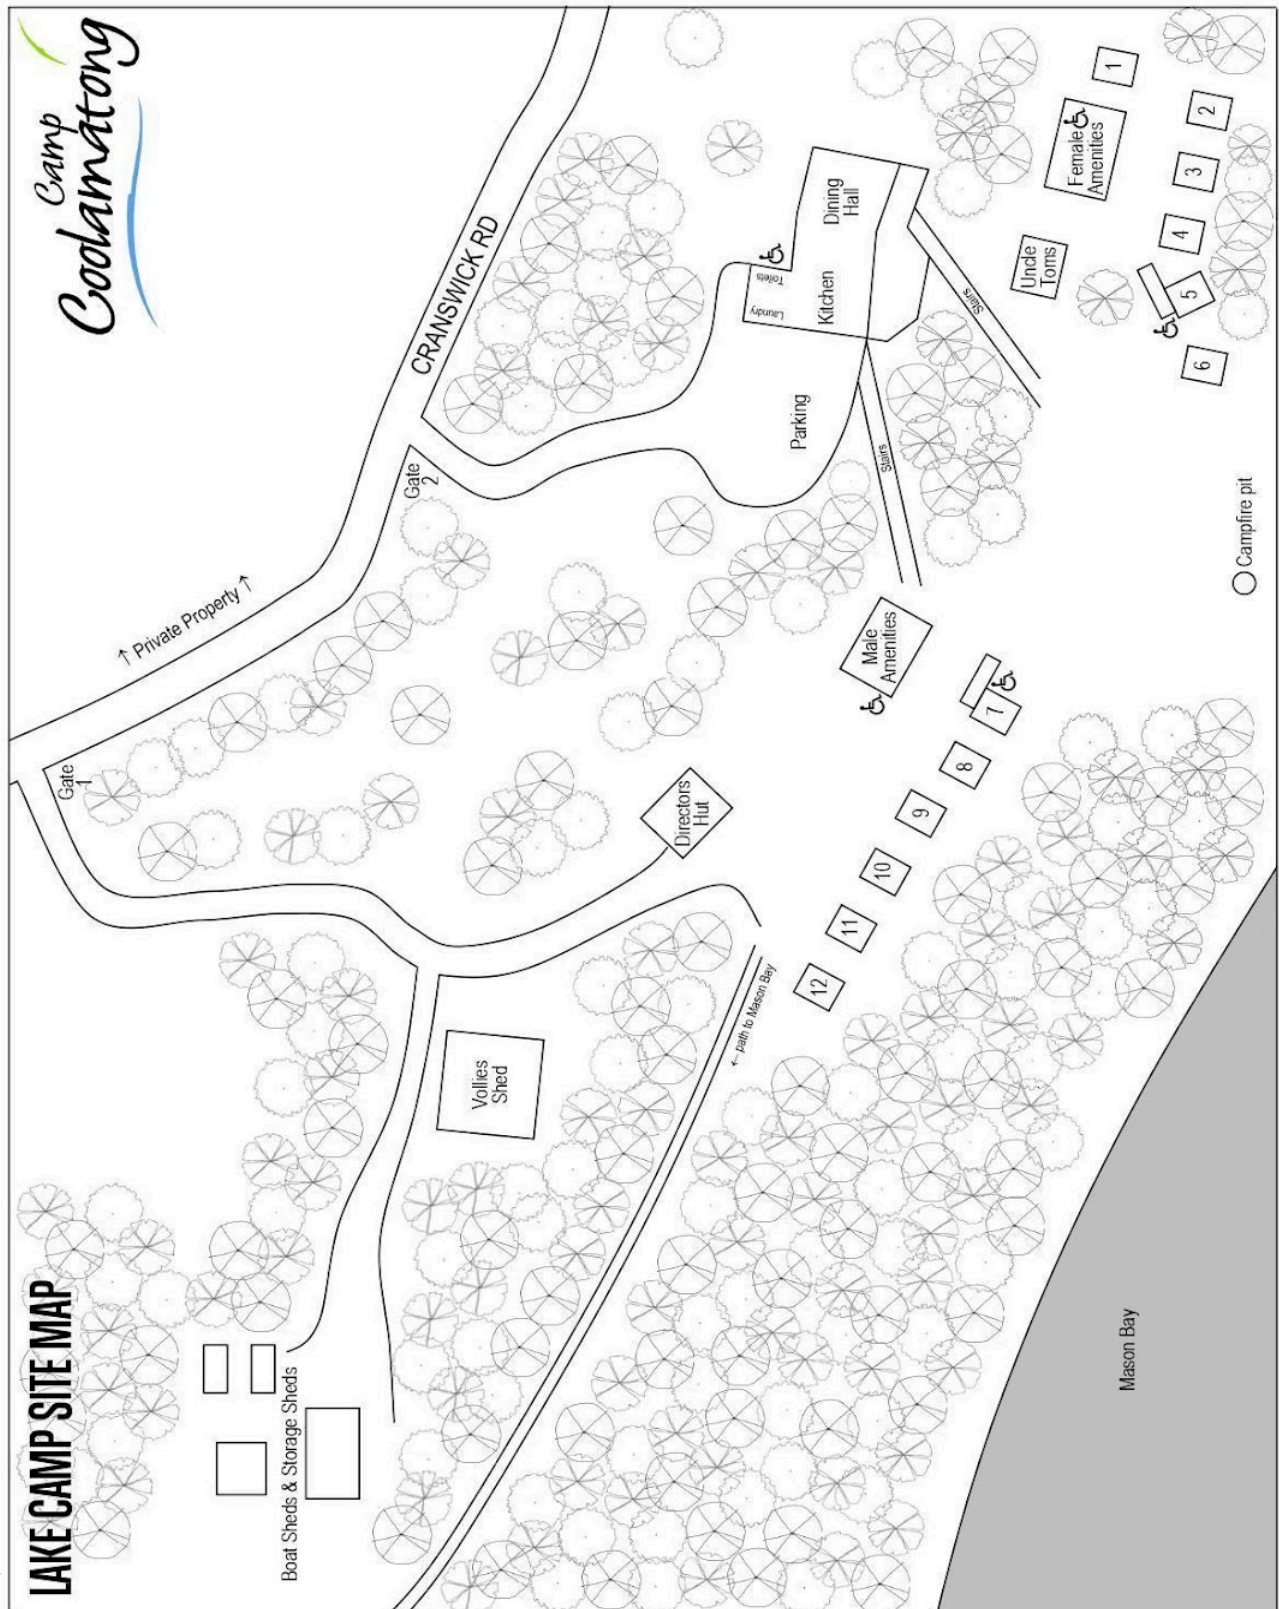 LAKE CAMP SITE MAP
Camp
Coolamatong
↑ Private Property ↑
CRANSWICK RD
Gate
1
Gate
2
Boat Sheds & Storage Sheds
Vollies
Shed
Directors
Hut
Parking
Laundry
Toilets
Kitchen
Dining
Hall
Stairs
Stairs
Male
Amenities
Uncle
Toms
Female
Amenities
1
2
3
4
5
6
7
8
9
10
11
12
← path to Mason Bay
Campfire pit
Mason Bay